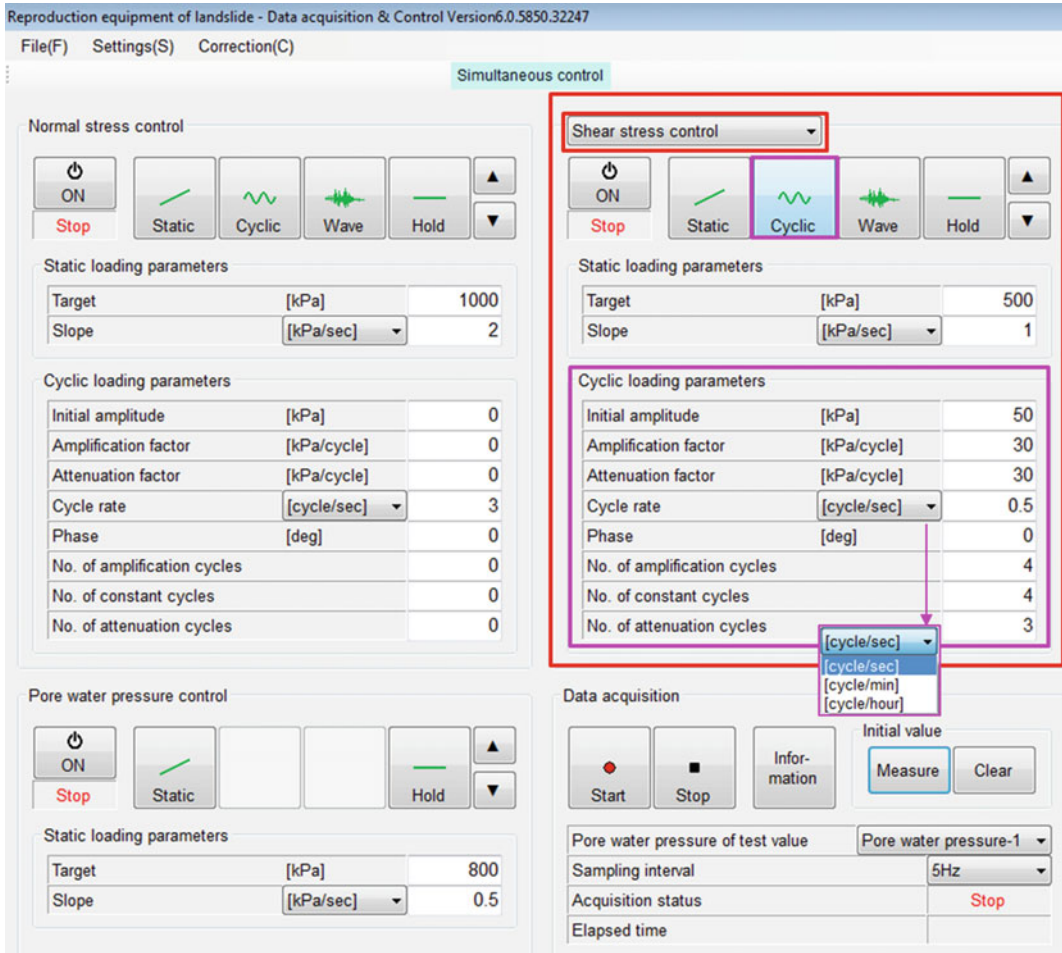 Reproduction equipment of landslide - Data acquisition & Control Version6.0.5850.32247
File(F) Settings(S) Correction(C)
Simultaneous control
Normal stress control
ON
Stop
Static
Cyclic
Wave
Hold
Static loading parameters
Target [kPa] 1000
Slope [kPa/sec] 2
Cyclic loading parameters
Initial amplitude [kPa] 0
Amplification factor [kPa/cycle] 0
Attenuation factor [kPa/cycle] 0
Cycle rate [cycle/sec] 3
Phase [deg] 0
No. of amplification cycles 0
No. of constant cycles 0
No. of attenuation cycles 0
Shear stress control
ON
Stop
Static
Cyclic
Wave
Hold
Static loading parameters
Target [kPa] 500
Slope [kPa/sec] 1
Cyclic loading parameters
Initial amplitude [kPa] 50
Amplification factor [kPa/cycle] 30
Attenuation factor [kPa/cycle] 30
Cycle rate [cycle/sec] 0.5
Phase [deg] 0
No. of amplification cycles 4
No. of constant cycles 4
No. of attenuation cycles 3
[cycle/sec]
[cycle/sec]
[cycle/min]
[cycle/hour]
Pore water pressure control
ON
Stop
Static
Hold
Static loading parameters
Target [kPa] 800
Slope [kPa/sec] 0.5
Data acquisition
Start
Stop
Infor-
mation
Initial value
Measure
Clear
Pore water pressure of test value Pore water pressure-1
Sampling interval 5Hz
Acquisition status Stop
Elapsed time